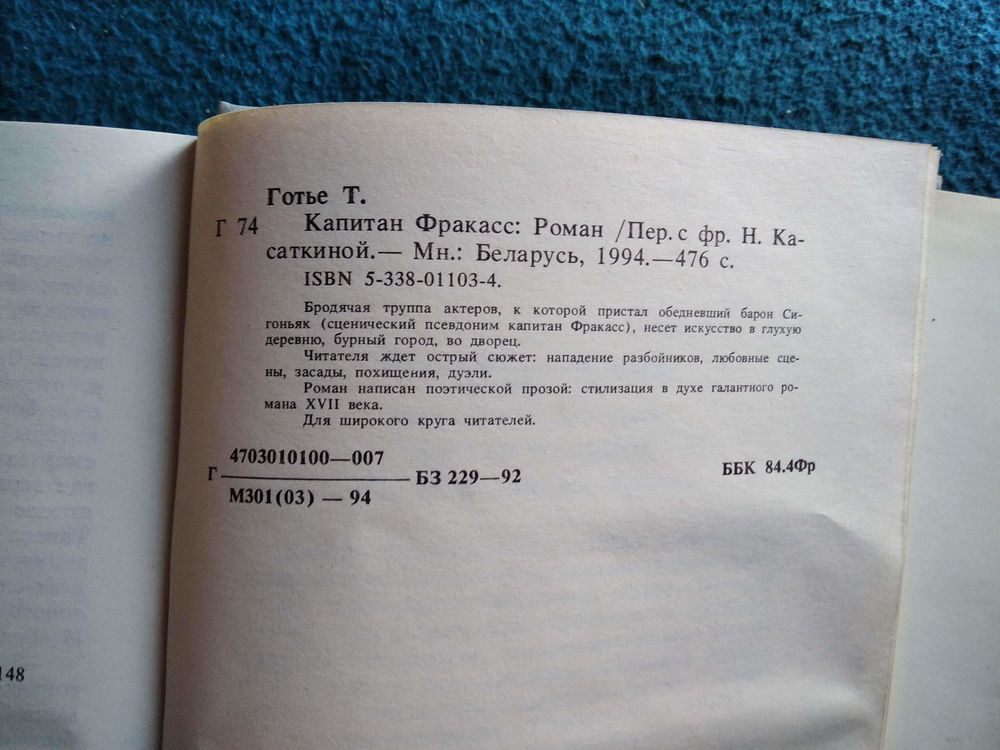 Готье Т.
Г 74 Капитан Фракасс: Роман /Пер. с фр. Н. Ка-
саткиной.— Мн.: Беларусь, 1994.—476 с.
ISBN 5-338-01103-4.
Бродячая труппа актеров, к которой пристал обедневший барон Си-
гоньяк (сценический псевдоним капитан Фракасс), несет искусство в глухую
деревню, бурный город, во дворец.
Читателя ждет острый сюжет: нападение разбойников, любовные сце-
ны, засады, похищения, дуэли.
Роман написан поэтической прозой: стилизация в духе галантного ро-
мана XVII века.
Для широкого круга читателей.
4703010100—007
Г БЗ 229—92 ББК 84.4Фр
М301(03) — 94
148